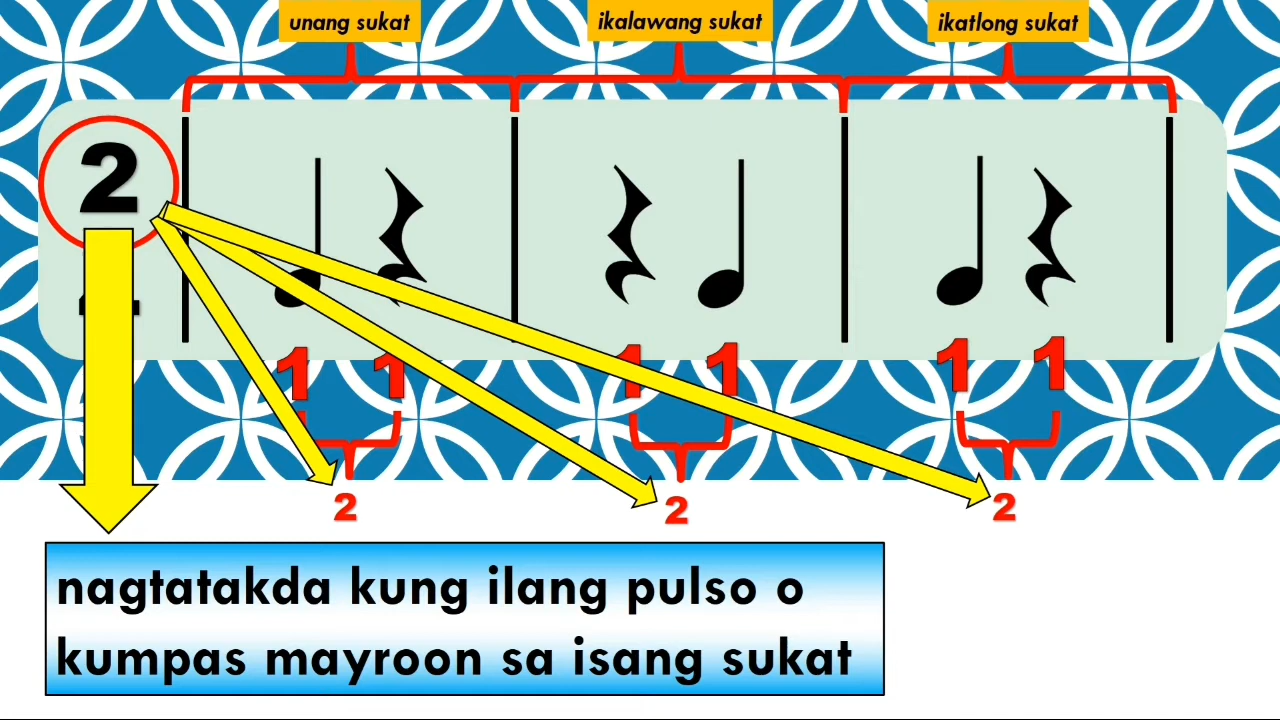 unang sukat ikalawang sukat ikatlong sukat
2
4
1 1 1 1 1 1
2 2 2
nagtatakda kung ilang pulso o
kumpas mayroon sa isang sukat